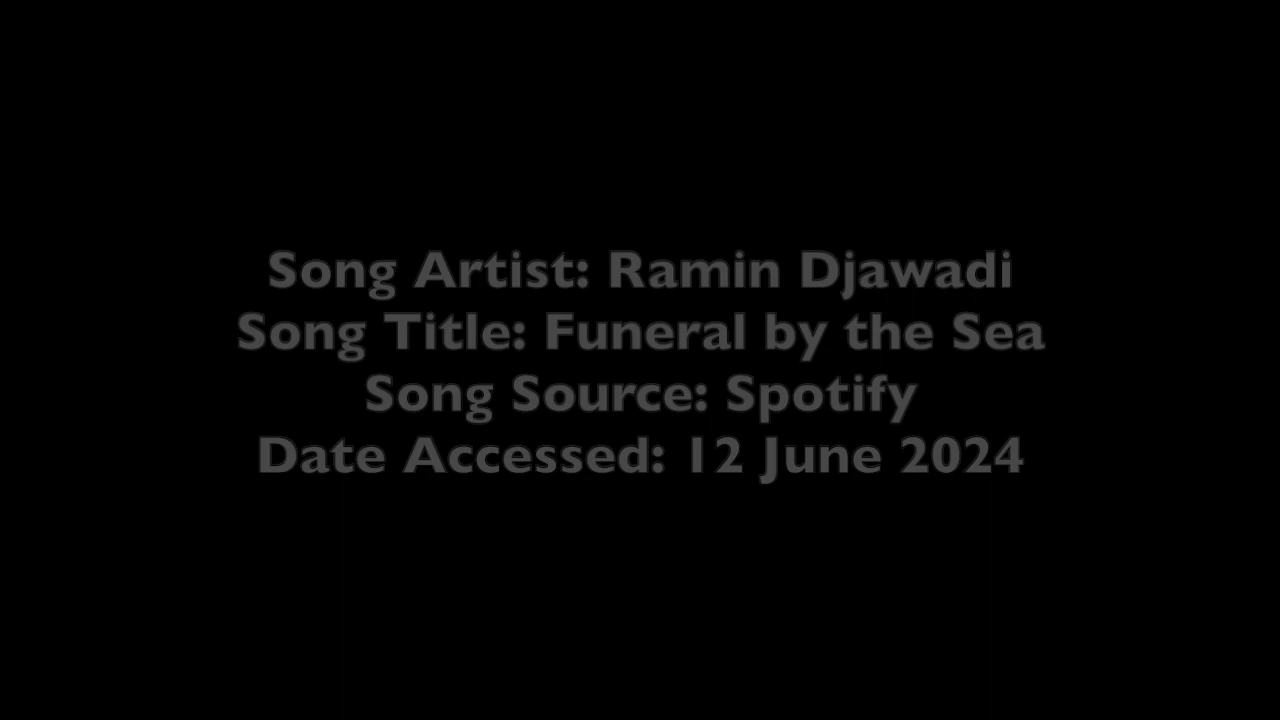 Song Artist: Ramin Djawadi
Song Title: Funeral by the Sea
Song Source: Spotify
Date Accessed: 12 June 2024